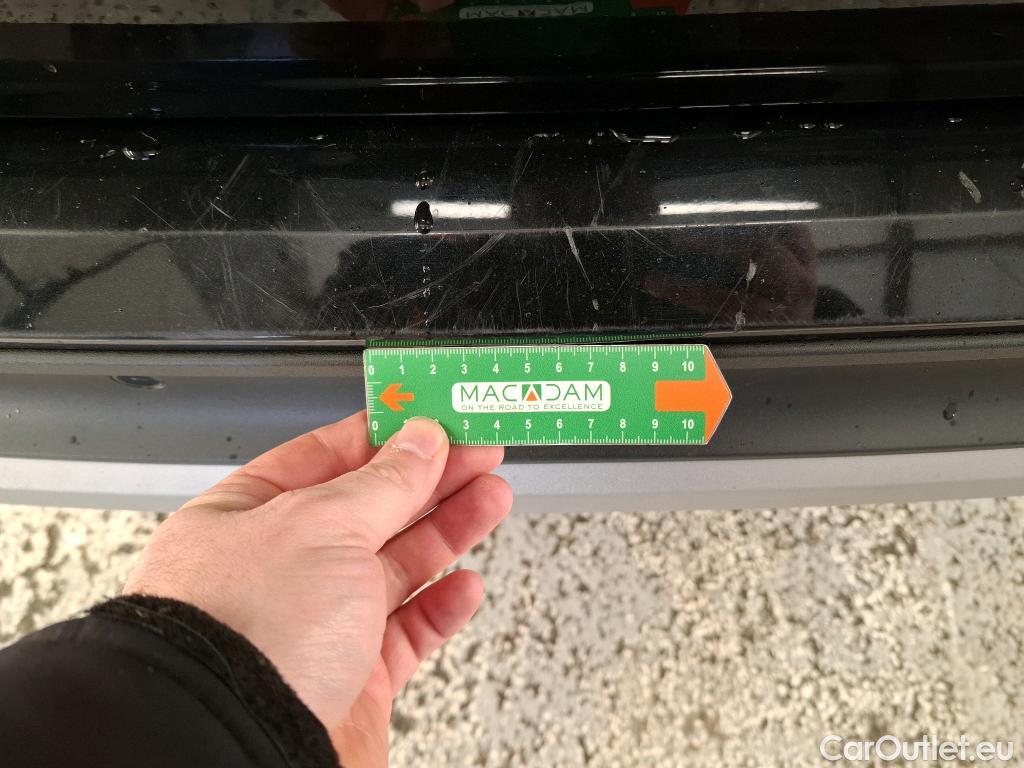 MACADAM
0 1 2 3 4 5 6 7 8 9 10
MACADAM
ON THE ROAD TO EXCELLENCE
0 3 4 5 6 7 8 9 10
CarOutlet.eu